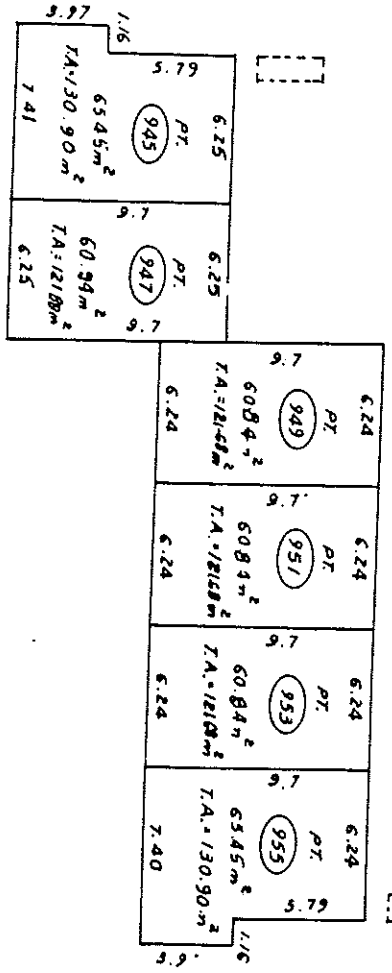 3.97
1.16
5.79
6.25
PT.
945
65.45m²
T.A.=130.90m²
7.41
9.7
6.25
PT.
947
60.94m²
T.A.=121.88m²
6.25
9.7
9.7
6.24
PT.
949
60.84m²
T.A.=121.68m²
6.24
9.7
6.24
PT.
951
60.84m²
T.A.=121.68m²
6.24
9.7
6.24
PT.
953
60.84m²
T.A.=121.68m²
6.24
9.7
6.24
PT.
955
65.45m²
T.A.=130.90m²
7.40
5.79
1.16
3.9